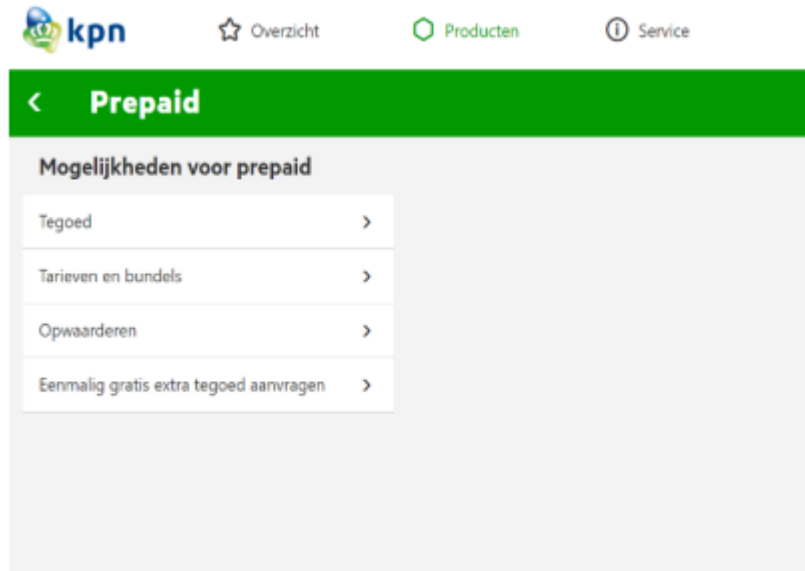 kpn
Overzicht
Producten
Service
Prepaid
Mogelijkheden voor prepaid
Tegoed
Tarieven en bundels
Opwaarderen
Eenmalig gratis extra tegoed aanvragen